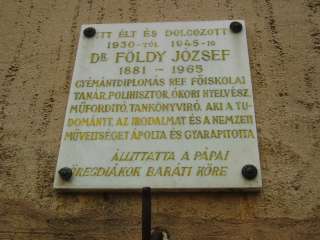 ITT ÉLT ÉS DOLGOZOTT
1930-TÓL 1945-IG
DR FÖLDY JÓZSEF
1881 – 1965
GYÉMÁNTDIPLOMÁS REF. FŐISKOLAI
TANÁR, POLIHISZTOR, ÓKORI NYELVÉSZ,
MŰFORDÍTÓ, TANKÖNYVÍRÓ, AKI A TU-
DOMÁNYT, AZ IRODALMAT ÉS A NEMZETI
MŰVELTSÉGET ÁPOLTA ÉS GYARAPÍTOTTA
ÁLLÍTTATTA A PÁPAI
ÖREGDIÁKOK BARÁTI KÖRE